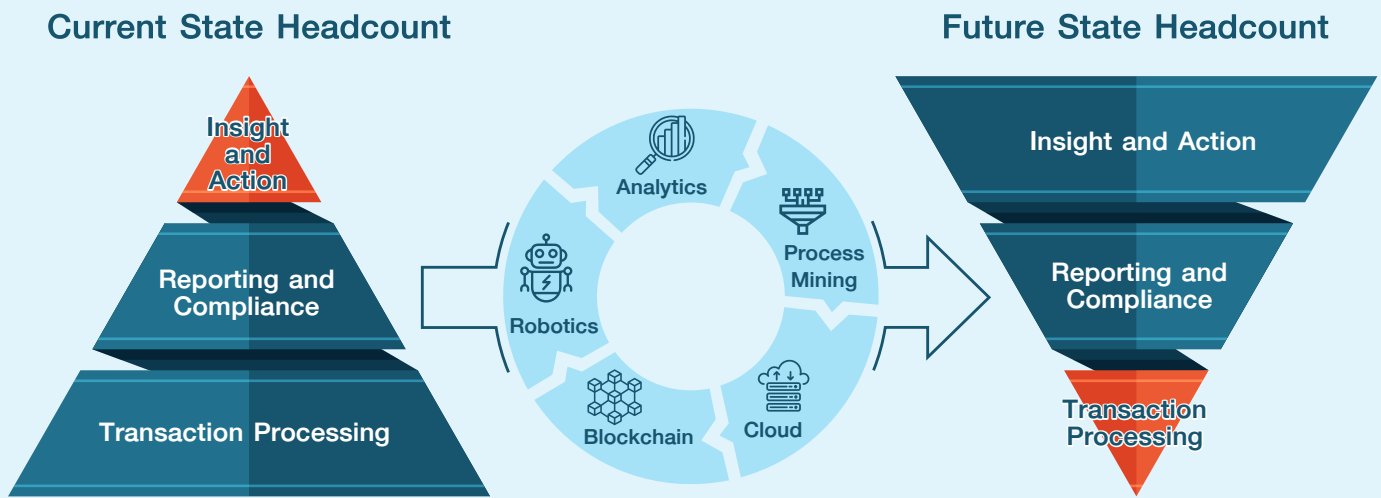 Current State Headcount
Insight
and
Action
Reporting and
Compliance
Transaction Processing
Analytics
Process
Mining
Cloud
Blockchain
Robotics
Future State Headcount
Insight and Action
Reporting and
Compliance
Transaction
Processing